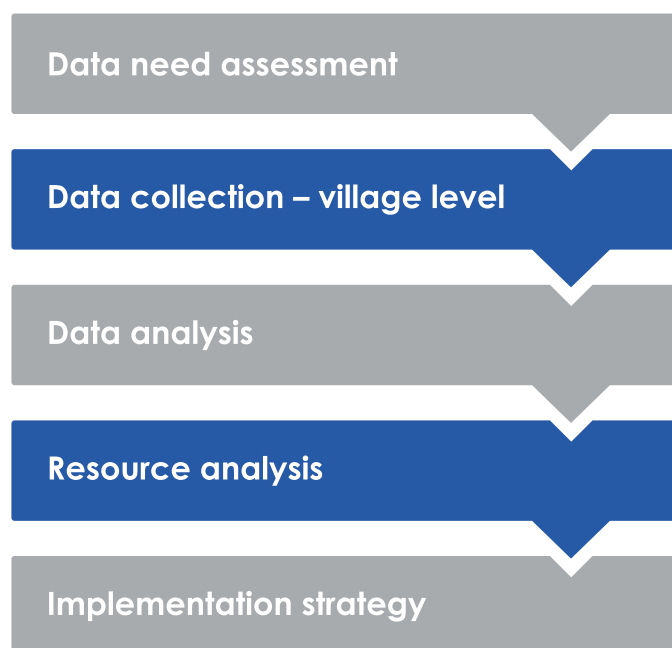 Data need assessment
Data collection – village level
Data analysis
Resource analysis
Implementation strategy